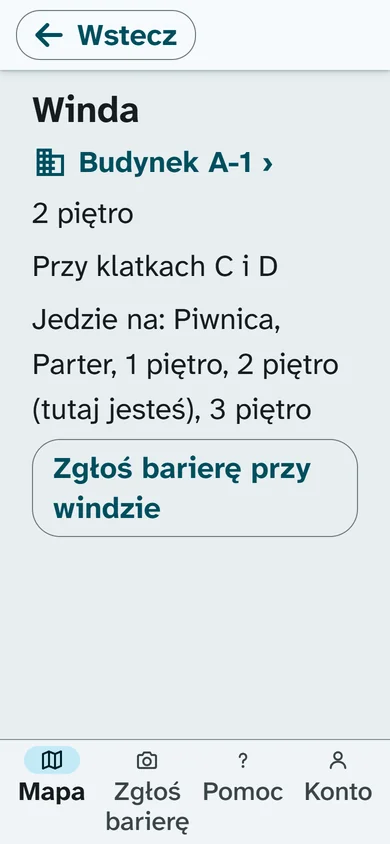 ← Wstecz
Winda
Budynek A-1 ›
2 piętro
Przy klatkach C i D
Jedzie na: Piwnica,
Parter, 1 piętro, 2 piętro
(tutaj jesteś), 3 piętro
Zgłoś barierę przy
windzie
?
Mapa
Zgłoś
barierę
Pomoc
Konto